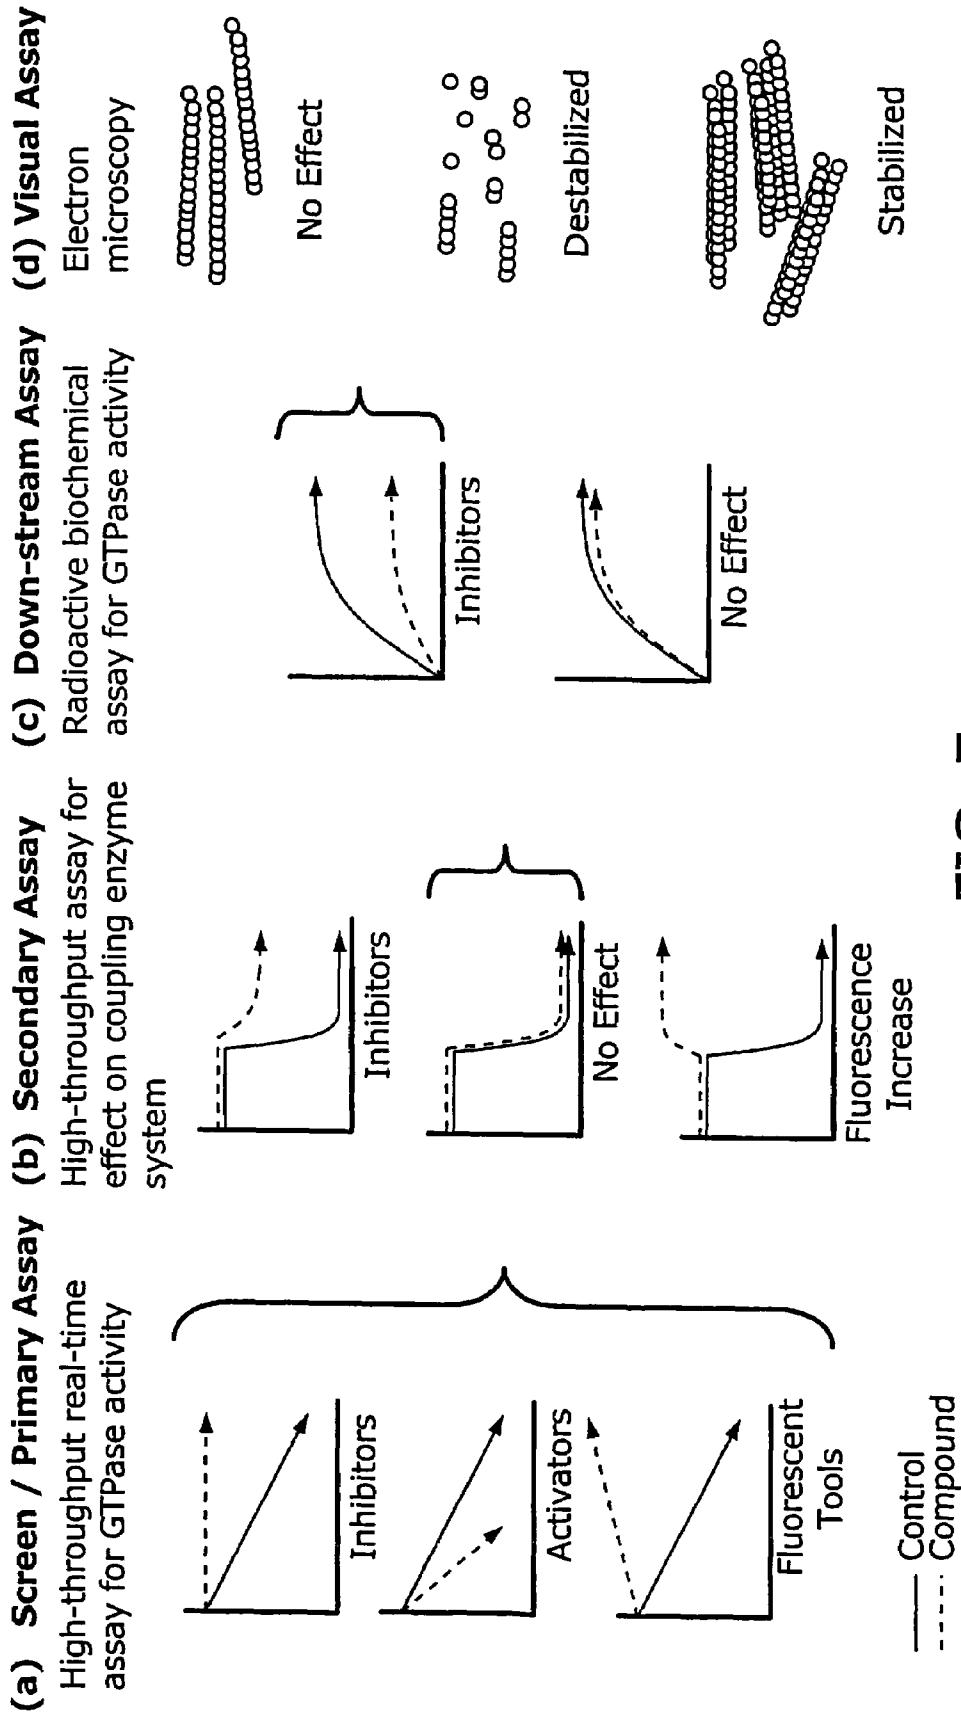 (a) Screen / Primary Assay
High-throughput real-time
assay for GTPase activity
Inhibitors
Activators
Fluorescent
Tools
Control
Compound
(b) Secondary Assay
High-throughput assay for
effect on coupling enzyme
system
Inhibitors
No Effect
Fluorescence
Increase
(c) Down-stream Assay
Radioactive biochemical
assay for GTPase activity
Inhibitors
No Effect
(d) Visual Assay
Electron
microscopy
No Effect
Destabilized
Stabilized